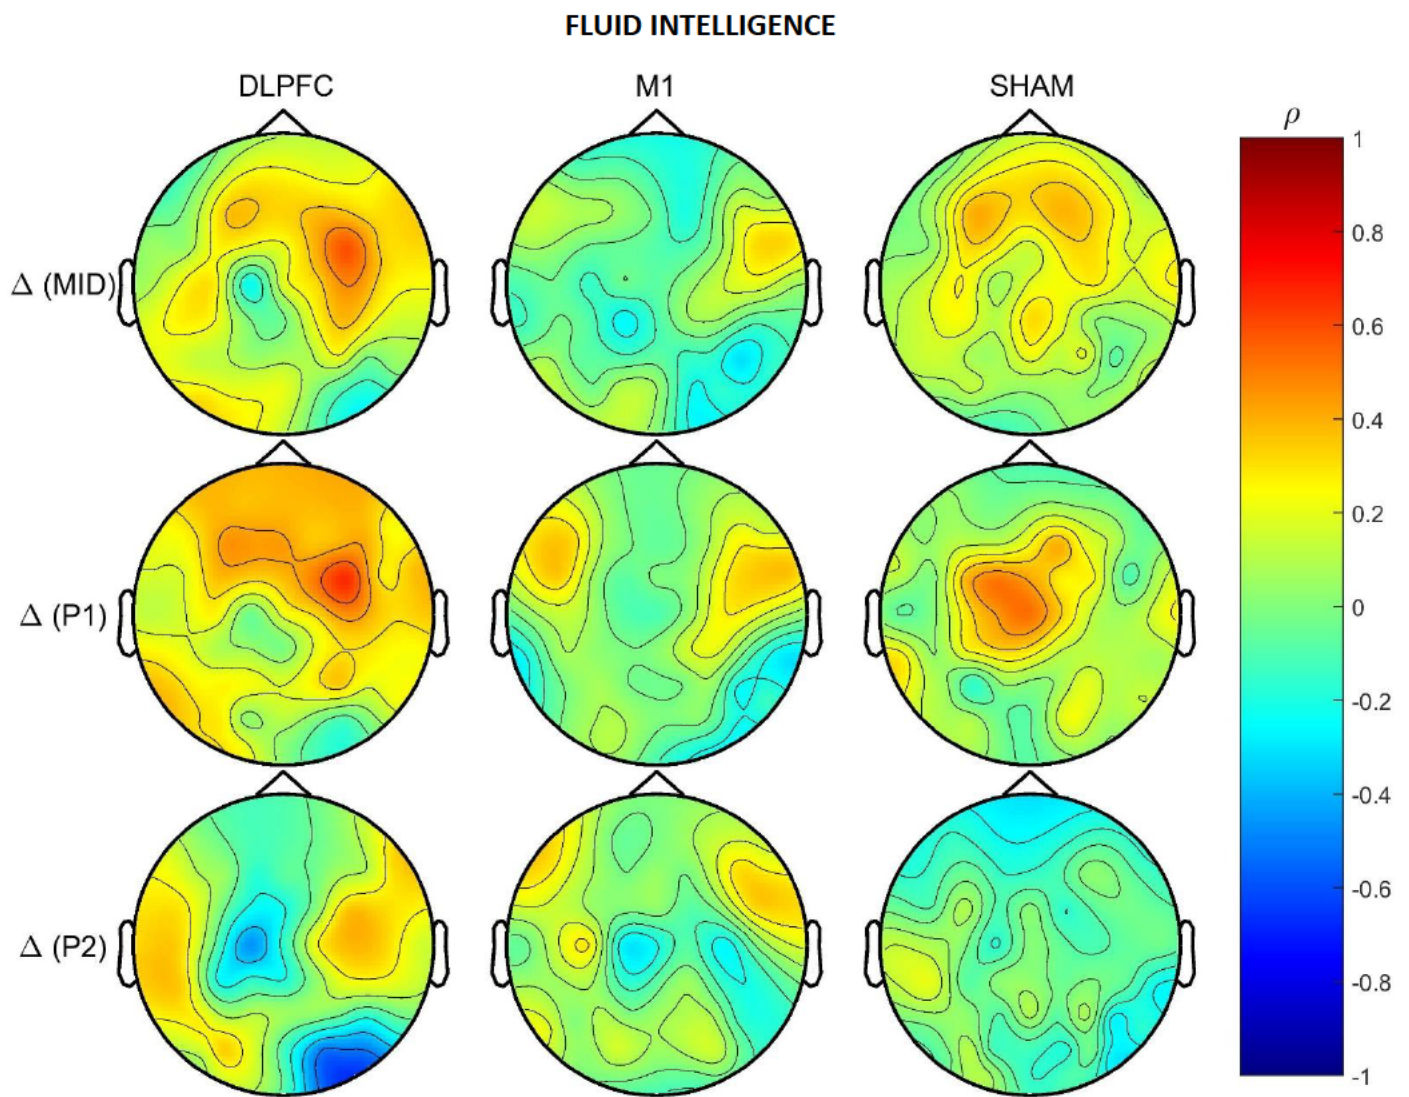 FLUID INTELLIGENCE
DLPFC M1 SHAM
ρ
Δ (MID)
Δ (P1)
Δ (P2)
1
0.8
0.6
0.4
0.2
0
-0.2
-0.4
-0.6
-0.8
-1